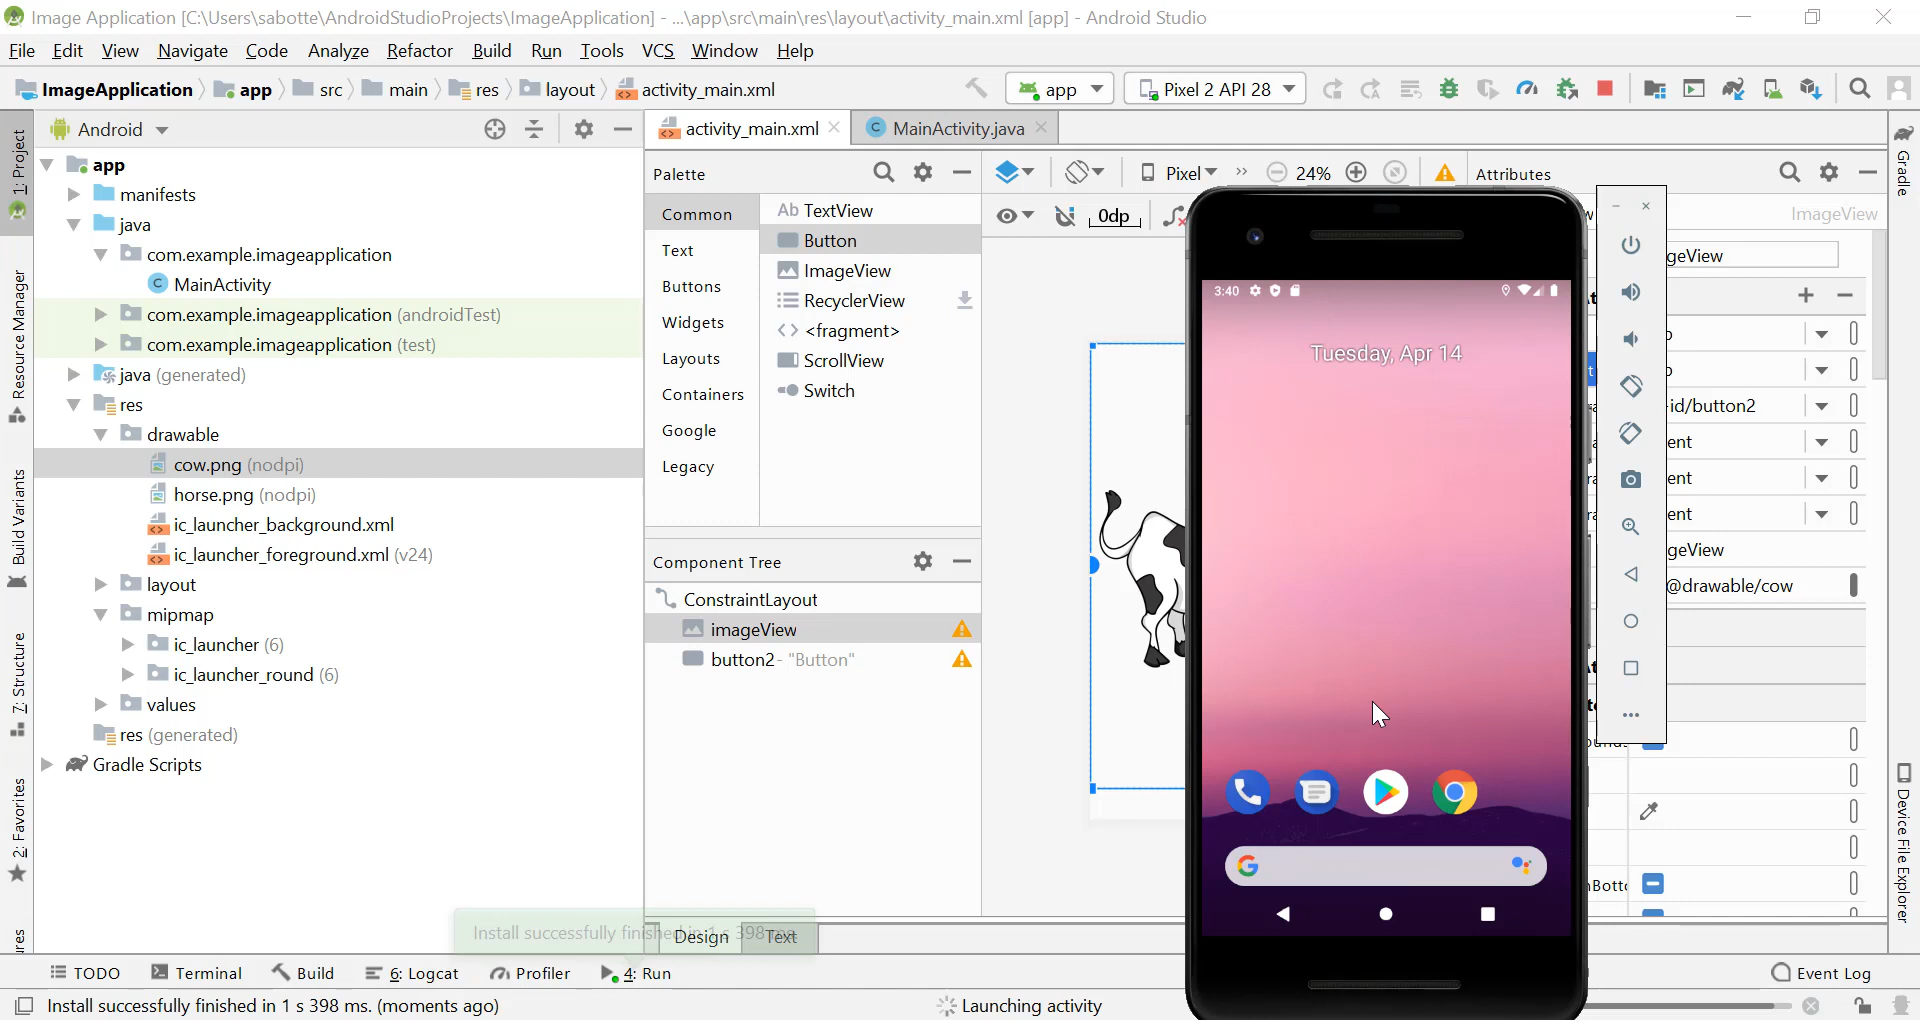 Image Application [C:\Users\sabotte\AndroidStudioProjects\ImageApplication] - ...\app\src\main\res\layout\activity_main.xml [app] - Android Studio
File Edit View Navigate Code Analyze Refactor Build Run Tools VCS Window Help
ImageApplication app src main res layout activity_main.xml
app Pixel 2 API 28
1: Project
Resource Manager
Build Variants
7: Structure
2: Favorites
Android
app
manifests
java
com.example.imageapplication
MainActivity
com.example.imageapplication (androidTest)
com.example.imageapplication (test)
java (generated)
res
drawable
cow.png (nodpi)
horse.png (nodpi)
ic_launcher_background.xml
ic_launcher_foreground.xml (v24)
layout
mipmap
ic_launcher (6)
ic_launcher_round (6)
values
res (generated)
Gradle Scripts
activity_main.xml
MainActivity.java
Palette
Common
Text
Buttons
Widgets
Layouts
Containers
Google
Legacy
Ab TextView
Button
ImageView
RecyclerView
<fragment>
ScrollView
Switch
Component Tree
ConstraintLayout
imageView
button2 - "Button"
Pixel 24%
0dp
Attributes
ImageView
geView
id/button2
ent
ent
ent
geView
@drawable/cow
3:40
Tuesday, Apr 14
Gradle
Device File Explorer
Install successfully finished in 1 s 398 ms.
Design Text
TODO Terminal Build 6: Logcat Profiler 4: Run
Event Log
Install successfully finished in 1 s 398 ms. (moments ago)
Launching activity